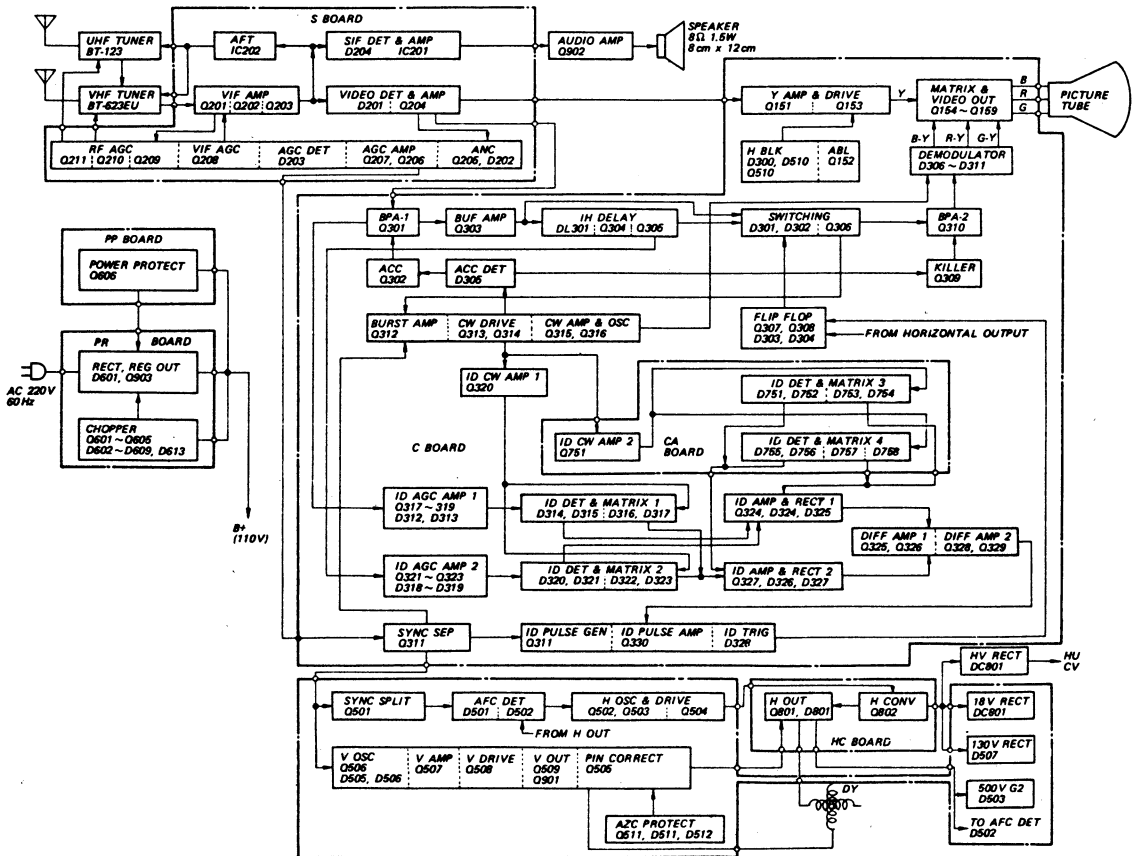 S BOARD
UHF TUNER
BT-123
AFT
IC202
SIF DET & AMP
D204 IC201
AUDIO AMP
Q902
SPEAKER
8Ω 1.5W
8cm x 12cm
VHF TUNER
BT-623EU
VIF AMP
Q201 Q202 Q203
VIDEO DET & AMP
D201 Q204
Y AMP & DRIVE
Q151 Q153
Y
MATRIX &
VIDEO OUT
Q154 ~ Q159
B
R
G
PICTURE
TUBE
RF AGC
Q211 Q210 Q209
VIF AGC
Q208
AGC DET
D203
AGC AMP
Q207, Q206
ANC
Q205, D202
H BLK
D300, D510
Q510
ABL
Q152
B-Y R-Y G-Y
DEMODULATOR
D306 ~ D311
BPA-1
Q301
BUF AMP
Q303
IH DELAY
DL301 Q304 Q305
SWITCHING
D301, D302 Q306
BPA-2
Q310
PP BOARD
POWER PROTECT
Q606
ACC
Q302
ACC DET
D305
KILLER
Q309
BURST AMP
Q312
CW DRIVE
Q313, Q314
CW AMP & OSC
Q315, Q316
FLIP FLOP
Q307, Q308
D303, D304
FROM HORIZONTAL OUTPUT
PR BOARD
RECT, REG OUT
D601, Q903
AC 220V
60Hz
CHOPPER
Q601 ~ Q605
D602 ~ D609, D613
B+
(110V)
ID CW AMP 1
Q320
ID DET & MATRIX 3
D751, D752 D753, D754
C BOARD
ID CW AMP 2
Q751
CA
BOARD
ID DET & MATRIX 4
D755, D756 D757 D758
ID AGC AMP 1
Q317 ~ 319
D312, D313
ID DET & MATRIX 1
D314, D315 D316, D317
ID AMP & RECT 1
Q324, D324, D325
DIFF AMP 1
Q325, Q326
DIFF AMP 2
Q328, Q329
ID AGC AMP 2
Q321 ~ Q323
D318 ~ D319
ID DET & MATRIX 2
D320, D321 D322, D323
ID AMP & RECT 2
Q327, D326, D327
SYNC SEP
Q311
ID PULSE GEN
Q311
ID PULSE AMP
Q330
ID TRIG
D328
HV RECT
DC801
HU
CV
SYNC SPLIT
Q501
AFC DET
D501 D502
H OSC & DRIVE
Q502, Q503 Q504
H OUT
Q801, D801
H CONV
Q802
18V RECT
DC801
FROM H OUT
HC BOARD
130V RECT
D507
V OSC
Q506
D505, D506
V AMP
Q507
V DRIVE
Q508
V OUT
Q509
Q901
PIN CORRECT
Q505
500V G2
D503
DY
AZC PROTECT
Q511, D511, D512
TO AFC DET
D502